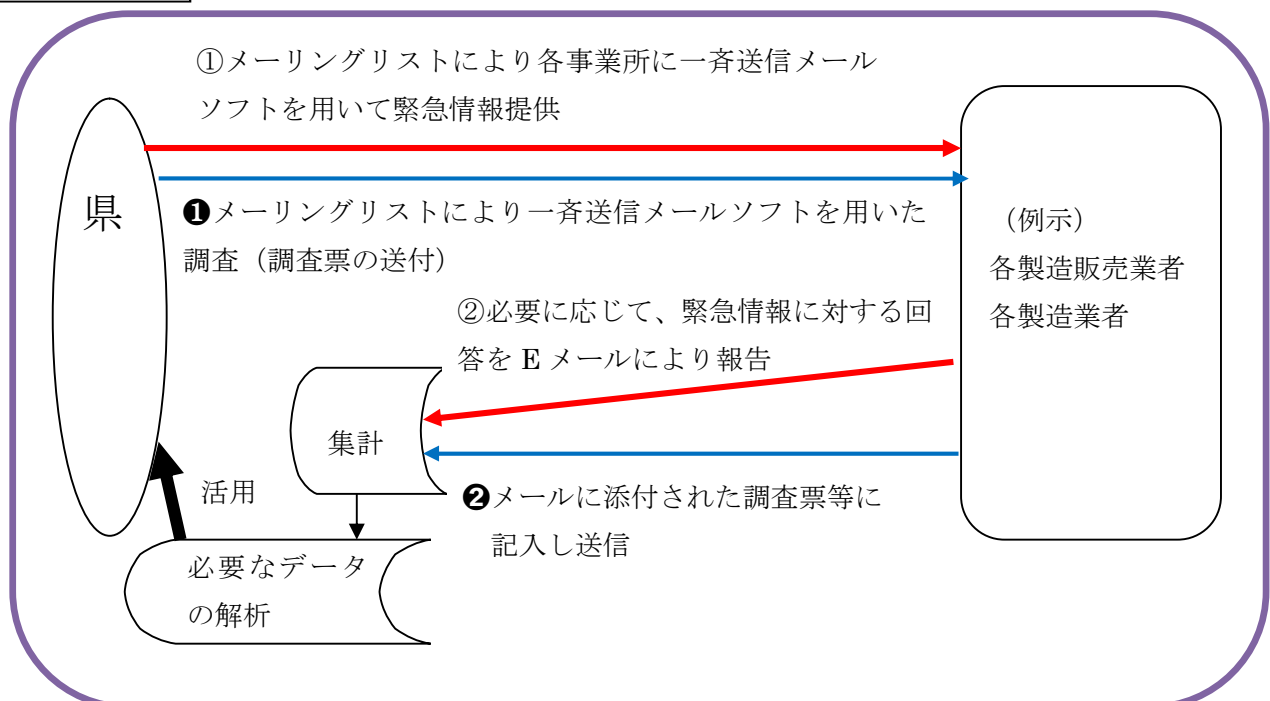 ①メーリングリストにより各事業所に一斉送信メール
ソフトを用いて緊急情報提供
県
❶メーリングリストにより一斉送信メールソフトを用いた
調査（調査票の送付）
（例示）
各製造販売業者
各製造業者
②必要に応じて、緊急情報に対する回
答を E メールにより報告
集計
❷メールに添付された調査票等に
記入し送信
活用
必要なデータ
の解析